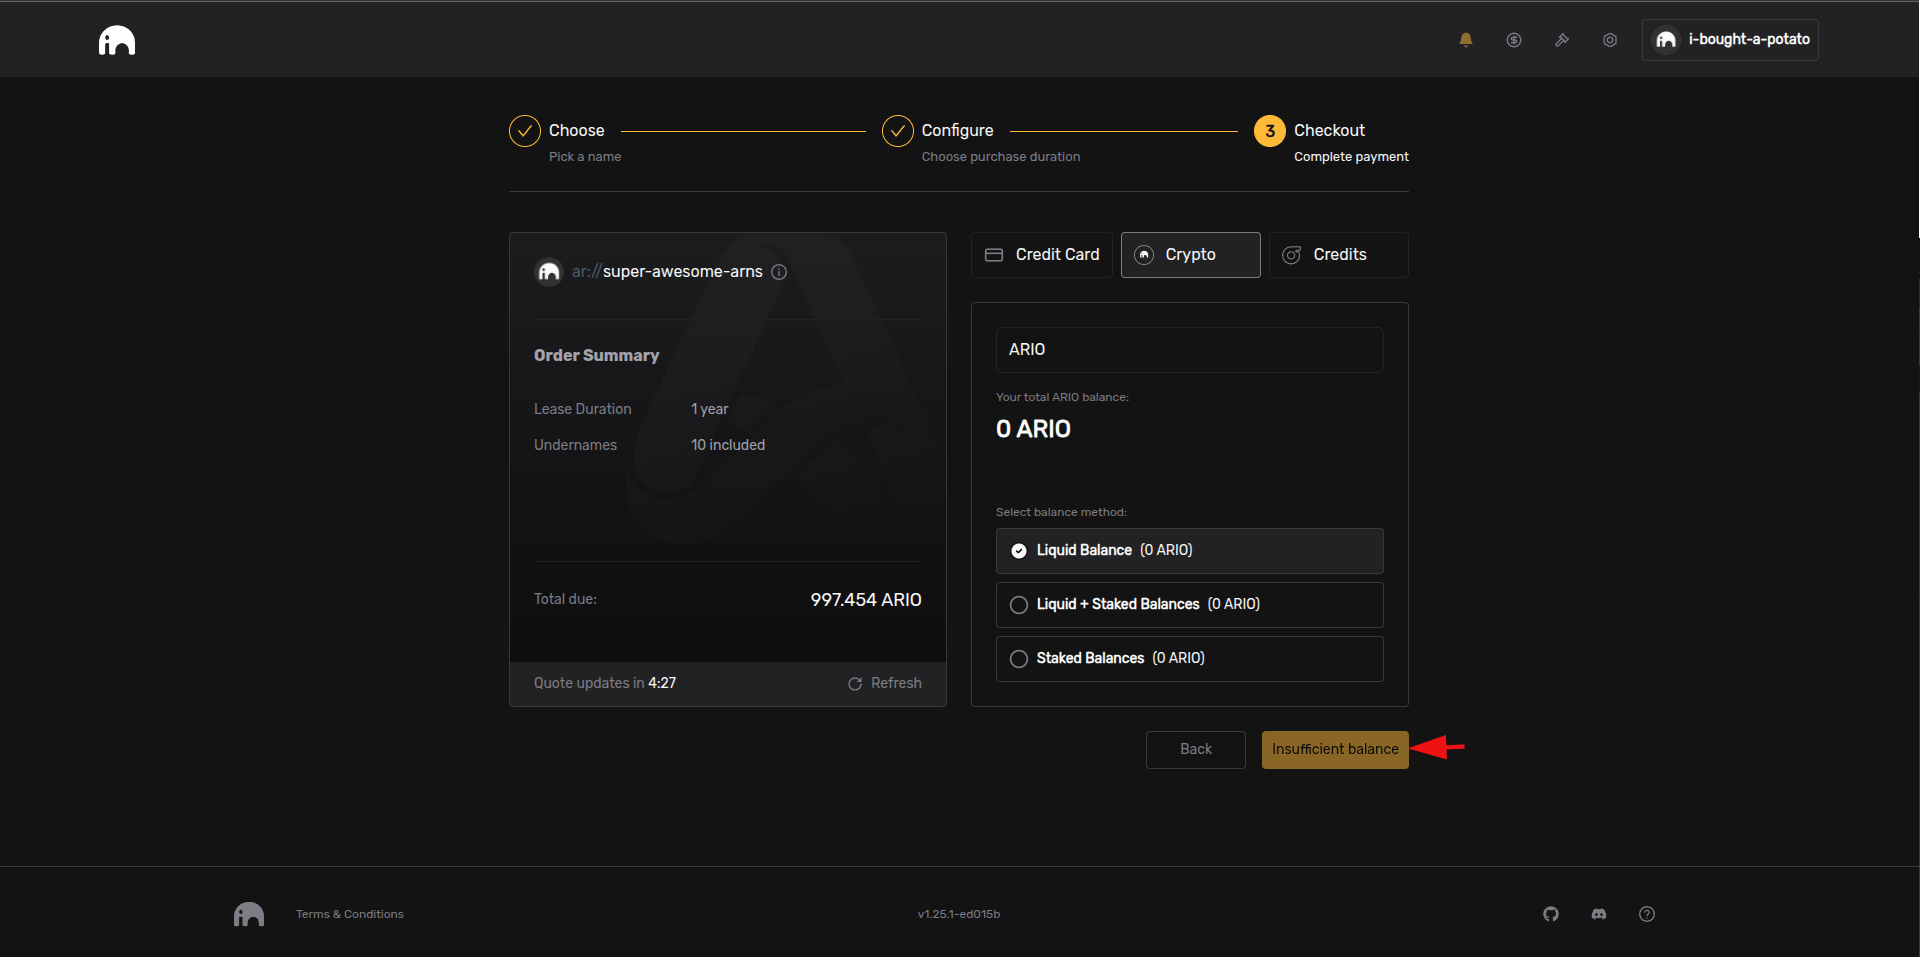 i-bought-a-potato
Choose
Pick a name
Configure
Choose purchase duration
3 Checkout
Complete payment
ar://super-awesome-arns
Order Summary
Lease Duration 1 year
Undernames 10 included
Total due: 997.454 ARIO
Quote updates in 4:27 Refresh
Credit Card Crypto Credits
ARIO
Your total ARIO balance:
0 ARIO
Select balance method:
Liquid Balance (0 ARIO)
Liquid + Staked Balances (0 ARIO)
Staked Balances (0 ARIO)
Back Insufficient balance
Terms & Conditions v1.25.1-ed015b